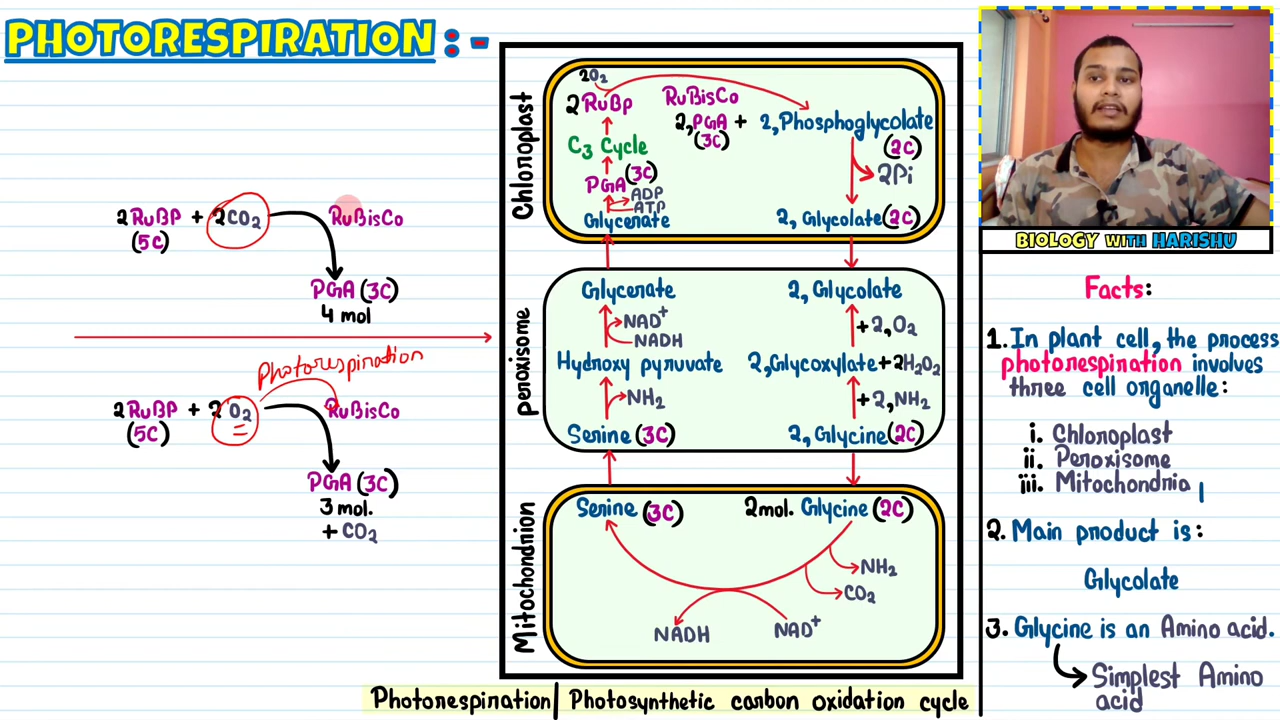 PHOTORESPIRATION:-
2RuBP + 2CO₂
RuBisCo
(5C)
PGA (3C)
4 mol
Photorespiration
2RuBP + 2O₂
RuBisCo
(5C)
PGA (3C)
3 mol.
+ CO₂
Chloroplast
2O₂
2RuBp
RuBisCo
2,PGA + 2,Phosphoglycolate
(3C)
(2C)
C₃ Cycle
2Pi
PGA(3C)
ADP
ATP
Glycerate
2, Glycolate(2C)
peroxisome
Glycerate
2, Glycolate
NAD⁺
NADH
+2,O₂
Hydroxy pyruvate
2,Glycoxylate+2H₂O₂
NH₂
+2,NH₂
Serine (3C)
2, Glycine(2C)
Mitochondrion
Serine (3C)
2mol. Glycine (2C)
NH₂
CO₂
NADH
NAD⁺
Photorespiration/Photosynthetic carbon oxidation cycle
BIOLOGY WITH HARISHU
Facts:
1. In plant cell, the process
photorespiration involves
three cell organelle:
i. Chloroplast
ii. Peroxisome
iii. Mitochondria
2. Main product is:
Glycolate
3. Glycine is an Amino acid.
Simplest Amino
acid